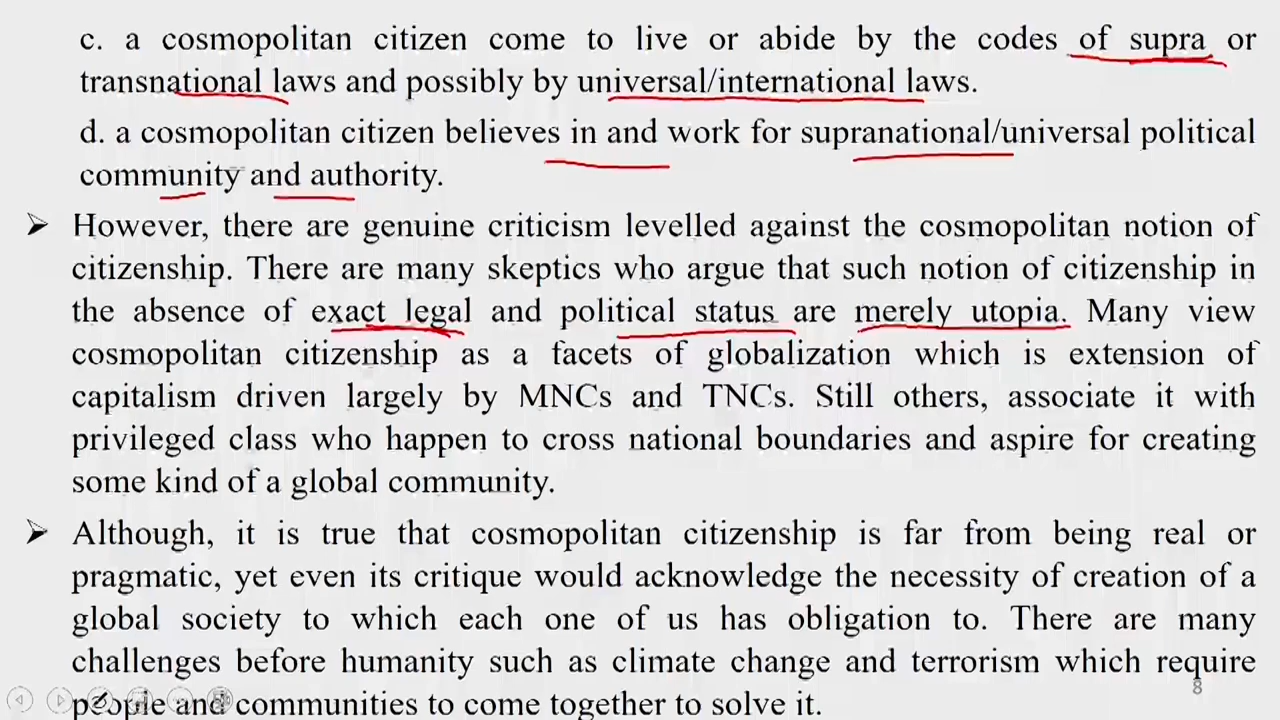 c. a cosmopolitan citizen come to live or abide by the codes of supra or
transnational laws and possibly by universal/international laws.
d. a cosmopolitan citizen believes in and work for supranational/universal political
community and authority.
➤ However, there are genuine criticism levelled against the cosmopolitan notion of
citizenship. There are many skeptics who argue that such notion of citizenship in
the absence of exact legal and political status are merely utopia. Many view
cosmopolitan citizenship as a facets of globalization which is extension of
capitalism driven largely by MNCs and TNCs. Still others, associate it with
privileged class who happen to cross national boundaries and aspire for creating
some kind of a global community.
➤ Although, it is true that cosmopolitan citizenship is far from being real or
pragmatic, yet even its critique would acknowledge the necessity of creation of a
global society to which each one of us has obligation to. There are many
challenges before humanity such as climate change and terrorism which require
people and communities to come together to solve it.
8